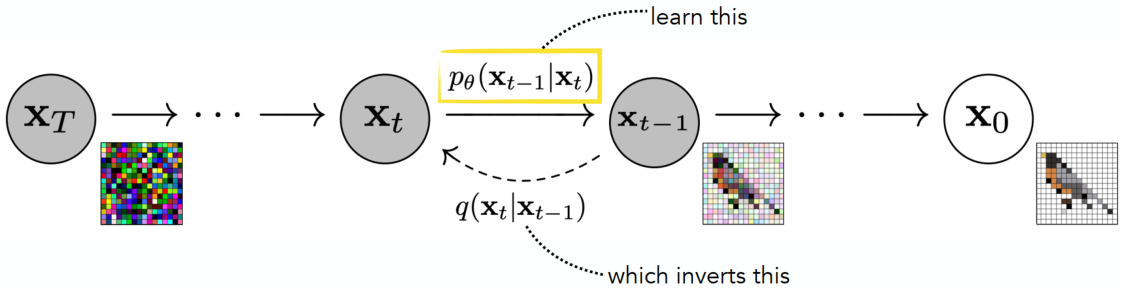 learn this
p_θ(x_{t−1}|x_t)
x_T → ··· → x_t → x_{t−1} → ··· → x_0
q(x_t|x_{t−1})
which inverts this